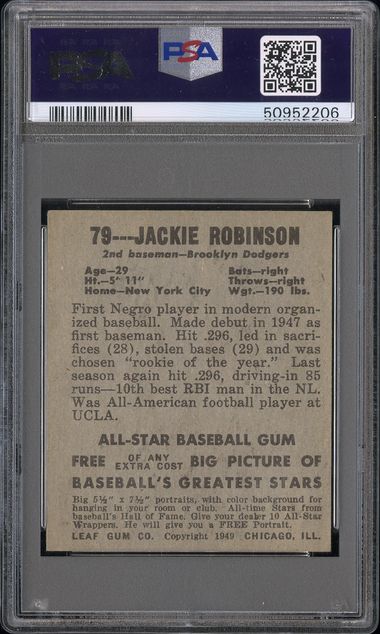 PSA
PSA
50952206
79---JACKIE ROBINSON
2nd baseman—Brooklyn Dodgers
Age—29 Bats—right
Ht.—5' 11" Throws—right
Home—New York City Wgt.—190 lbs.
First Negro player in modern organ-
ized baseball. Made debut in 1947 as
first baseman. Hit .296, led in sacri-
fices (28), stolen bases (29) and was
chosen "rookie of the year." Last
season again hit .296, driving-in 85
runs—10th best RBI man in the NL.
Was All-American football player at
UCLA.
ALL-STAR BASEBALL GUM
FREE OF ANY EXTRA COST BIG PICTURE OF
BASEBALL'S GREATEST STARS
Big 5½" x 7½" portraits, with color background for
hanging in your room or club. All-time Stars from
baseball's Hall of Fame. Give your dealer 10 All-Star
Wrappers. He will give you a FREE Portrait.
LEAF GUM CO. Copyright 1949 CHICAGO, ILL.